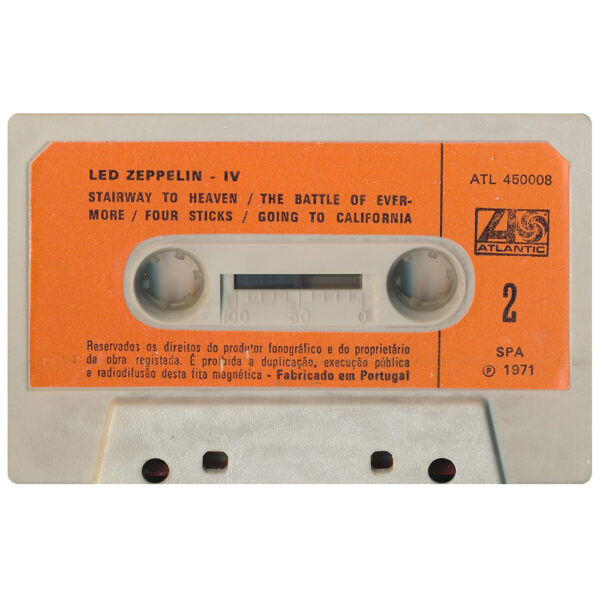 LED ZEPPELIN - IV
STAIRWAY TO HEAVEN / THE BATTLE OF EVER-
MORE / FOUR STICKS / GOING TO CALIFORNIA
ATL 450008
ATLANTIC
2
SPA
℗ 1971
100 50 0
Reservados os direitos do produtor fonográfico e do proprietário
da obra registada. É proibida a duplicação, execução pública
e radiodifusão desta fita magnética - Fabricado em Portugal